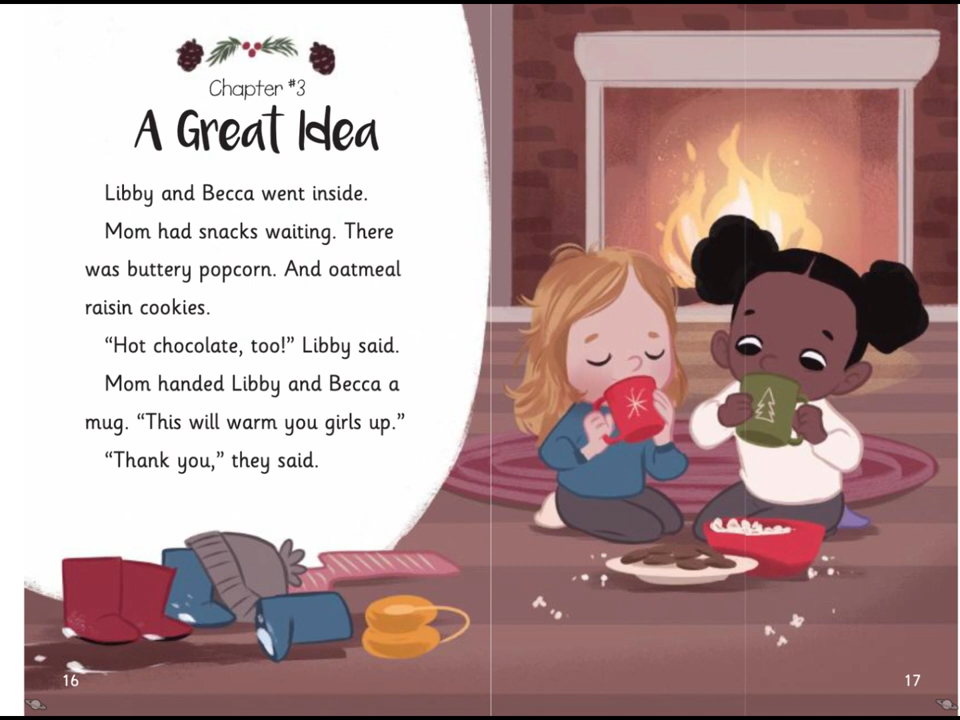 Chapter #3
A Great Idea
Libby and Becca went inside.
Mom had snacks waiting. There
was buttery popcorn. And oatmeal
raisin cookies.
“Hot chocolate, too!” Libby said.
Mom handed Libby and Becca a
mug. “This will warm you girls up.”
“Thank you,” they said.
16
17